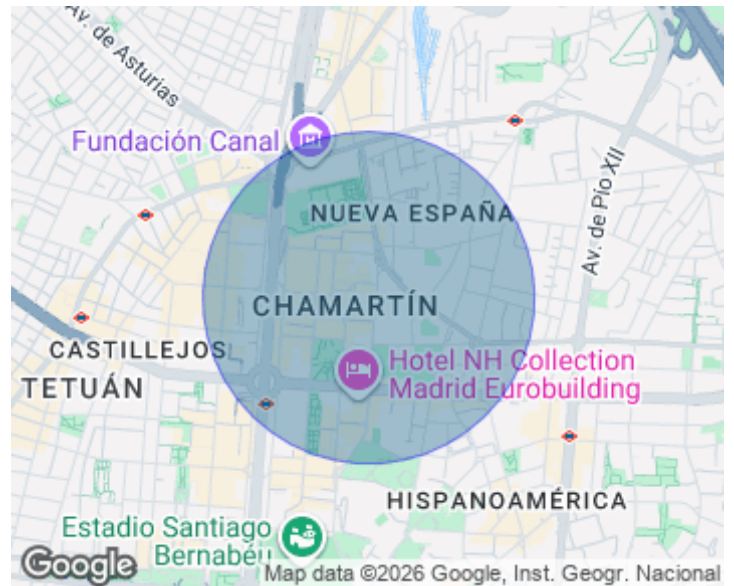 Av. de Asturias
Fundación Canal
NUEVA ESPAÑA
Av. de Pío XII
CHAMARTÍN
CASTILLEJOS
TETUÁN
Hotel NH Collection
Madrid Eurobuilding
HISPANOAMÉRICA
Estadio Santiago
Bernabéu
Google
Map data ©2026 Google, Inst. Geogr. Nacional